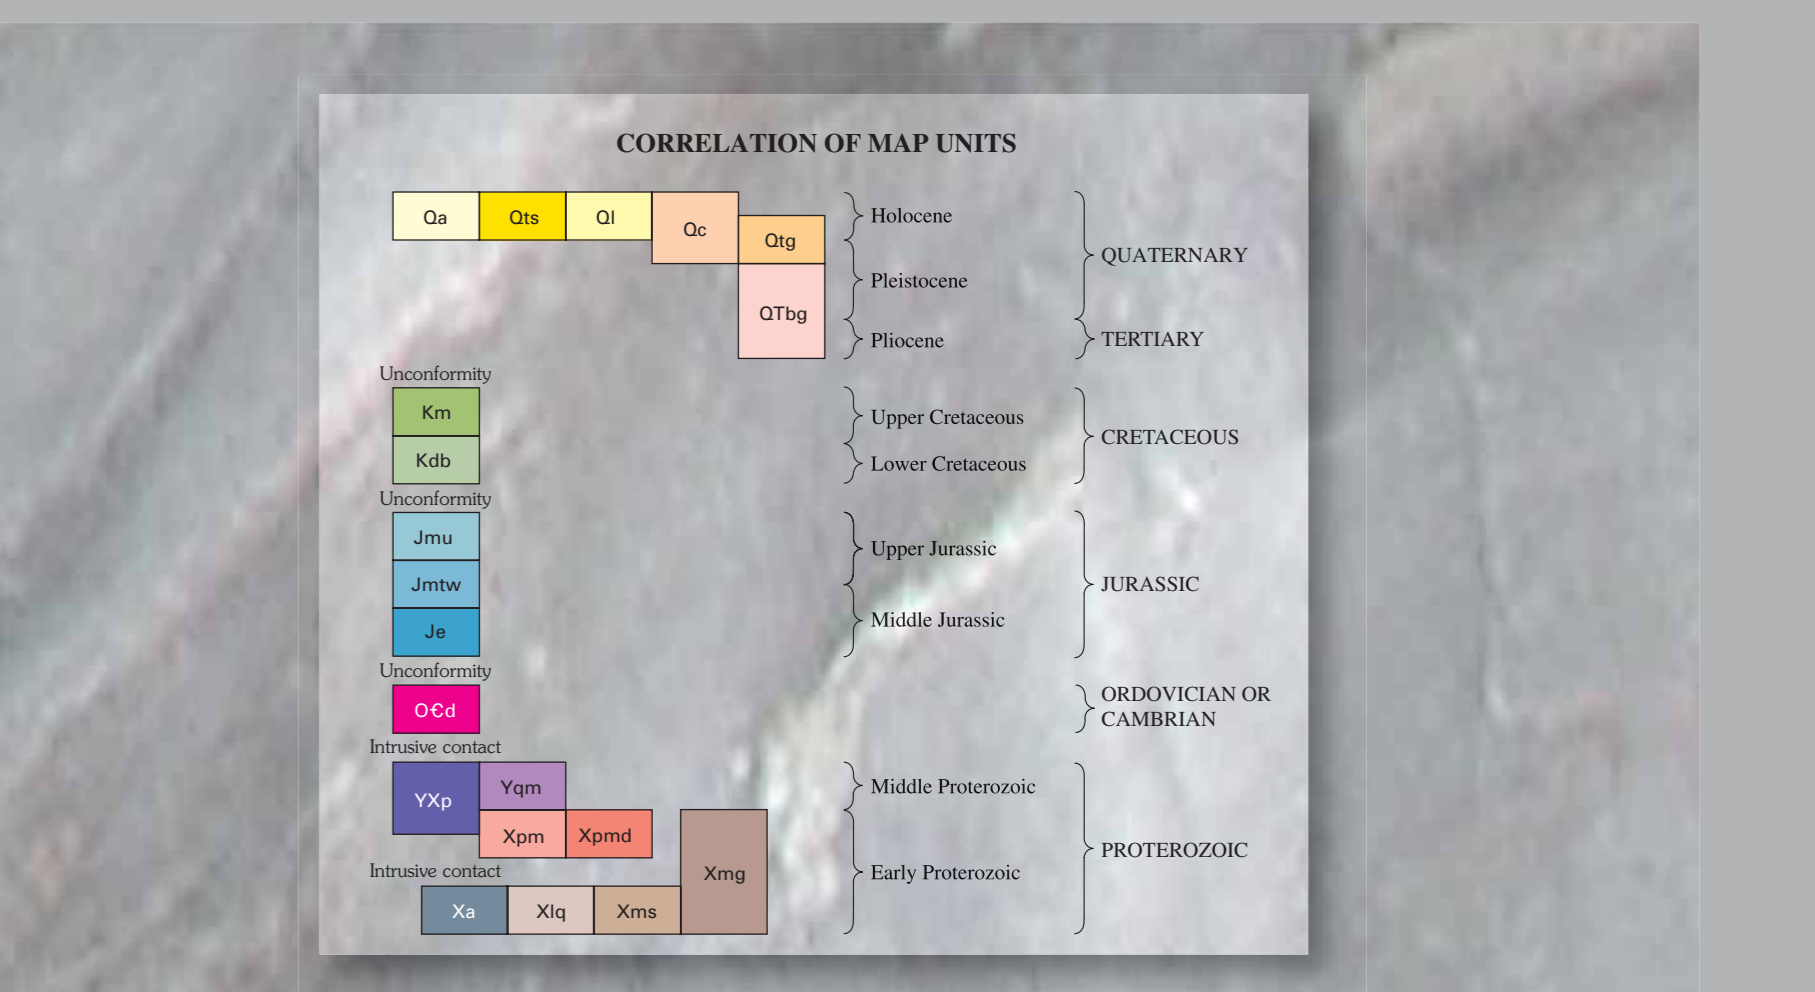 CORRELATION OF MAP UNITS
Qa
Qts
Ql
Qc
Qtg
QTbg
Holocene
Pleistocene
Pliocene
QUATERNARY
TERTIARY
Unconformity
Km
Kdb
Upper Cretaceous
Lower Cretaceous
CRETACEOUS
Unconformity
Jmu
Jmtw
Je
Upper Jurassic
Middle Jurassic
JURASSIC
Unconformity
O€d
ORDOVICIAN OR
CAMBRIAN
Intrusive contact
YXp
Yqm
Xpm
Xpmd
Xmg
Middle Proterozoic
Early Proterozoic
PROTEROZOIC
Intrusive contact
Xa
Xlq
Xms